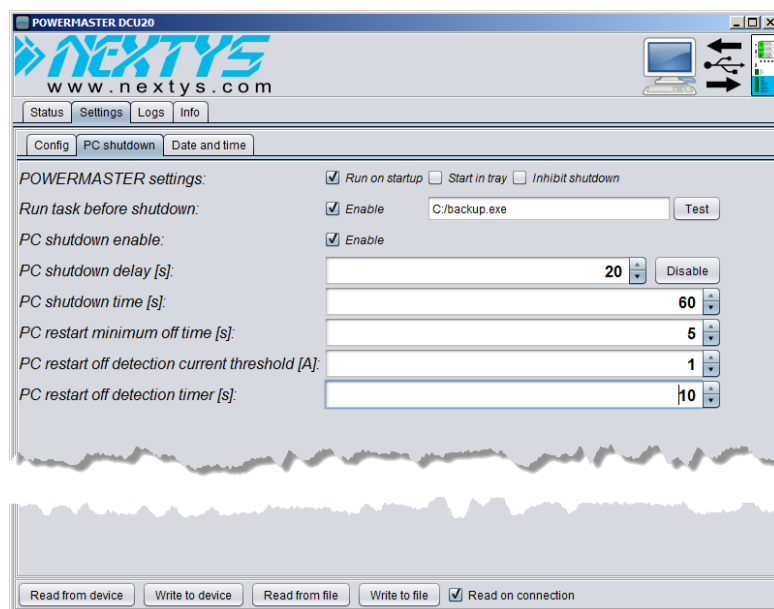 POWERMASTER DCU20
NEXTYS
www.nextys.com
Status Settings Logs Info
Config PC shutdown Date and time
POWERMASTER settings: Run on startup Start in tray Inhibit shutdown
Run task before shutdown: Enable C:/backup.exe Test
PC shutdown enable: Enable
PC shutdown delay [s]: 20 Disable
PC shutdown time [s]: 60
PC restart minimum off time [s]: 5
PC restart off detection current threshold [A]: 1
PC restart off detection timer [s]: 10
Read from device Write to device Read from file Write to file Read on connection